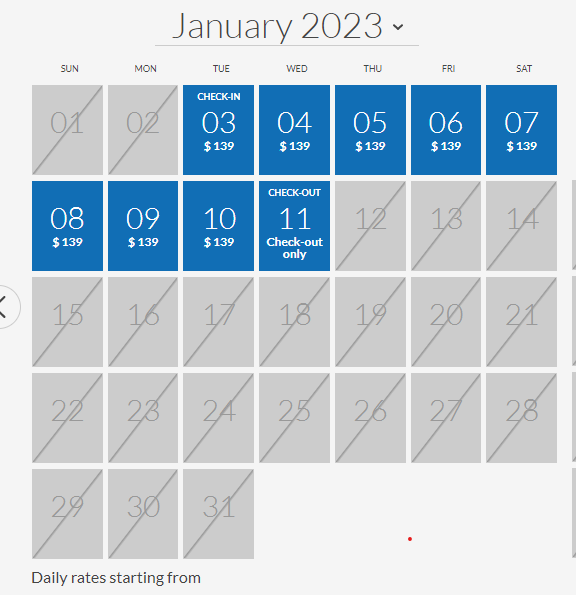 January 2023
SUN MON TUE WED THU FRI SAT
CHECK-IN
01 02 03 04 05 06 07
$ 139 $ 139 $ 139 $ 139 $ 139
CHECK-OUT
08 09 10 11 12 13 14
$ 139 $ 139 $ 139 Check-out
only
15 16 17 18 19 20 21
22 23 24 25 26 27 28
29 30 31
Daily rates starting from